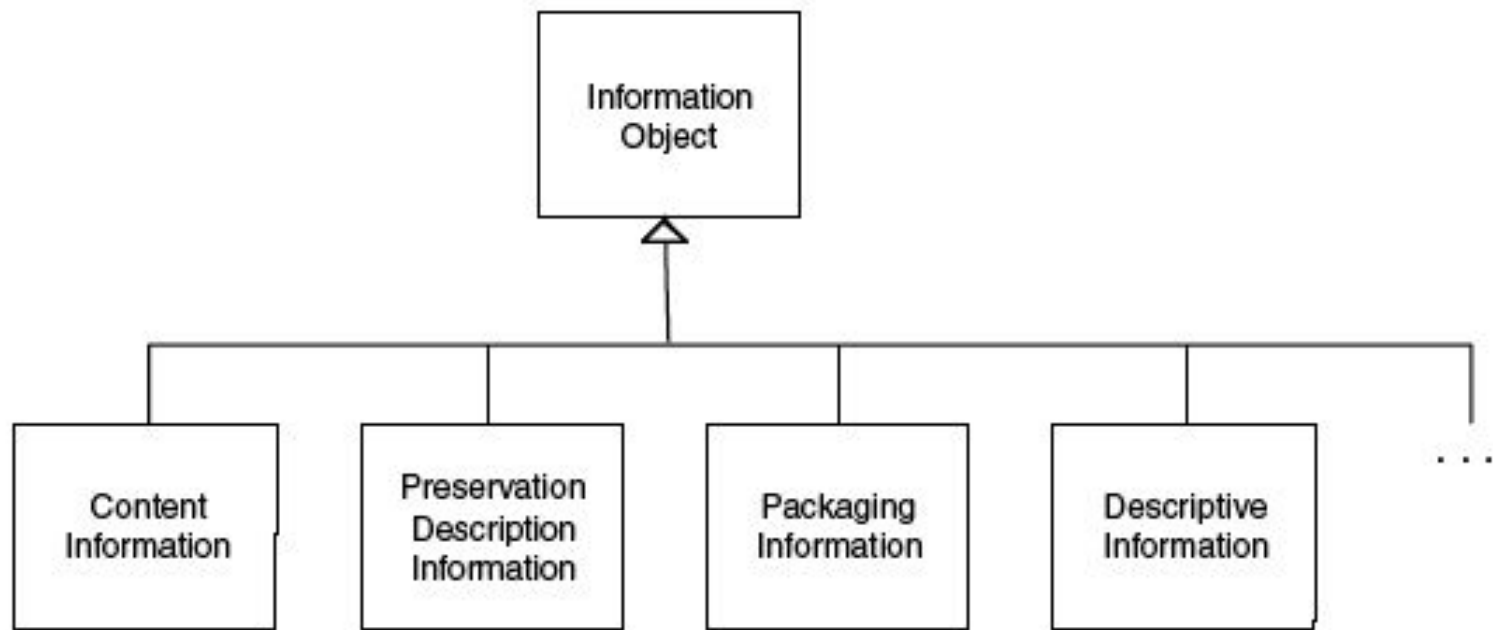 Information
Object
Content
Information
Preservation
Description
Information
Packaging
Information
Descriptive
Information
. . .